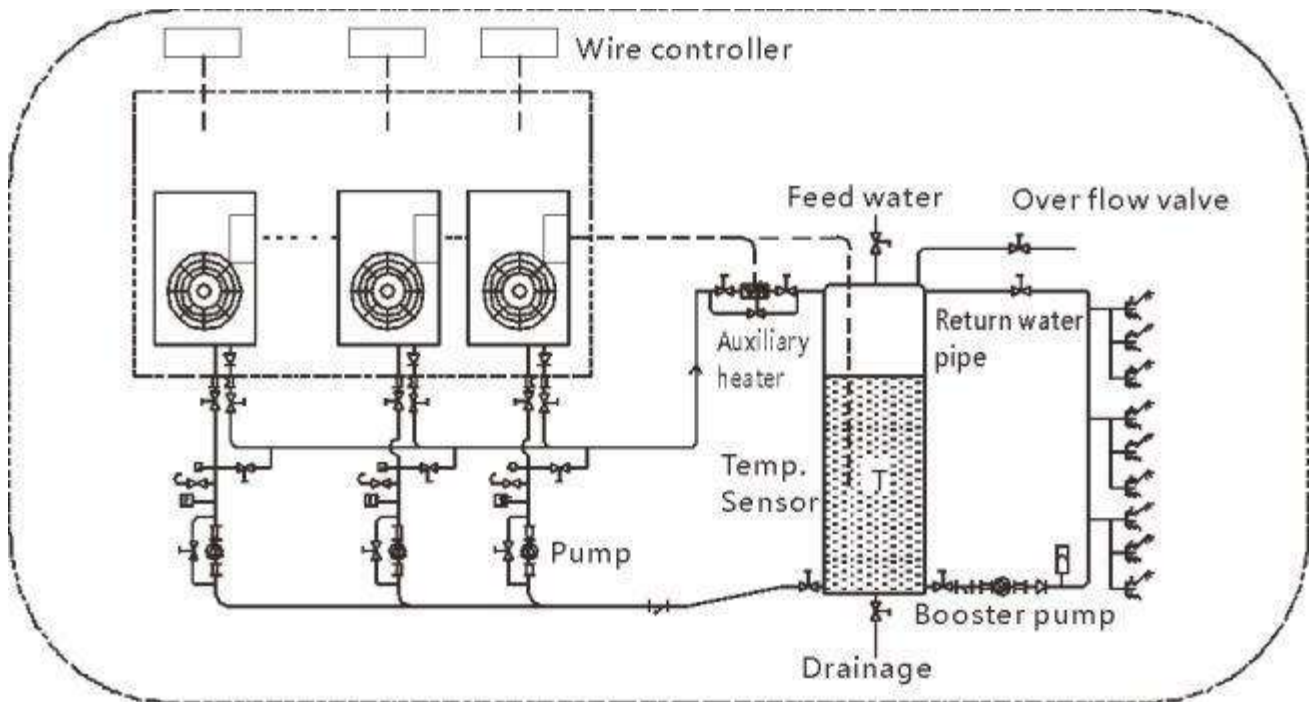 Wire controller
Feed water
Over flow valve
Auxiliary
heater
Return water
pipe
Temp.
Sensor
T
Pump
Booster pump
Drainage